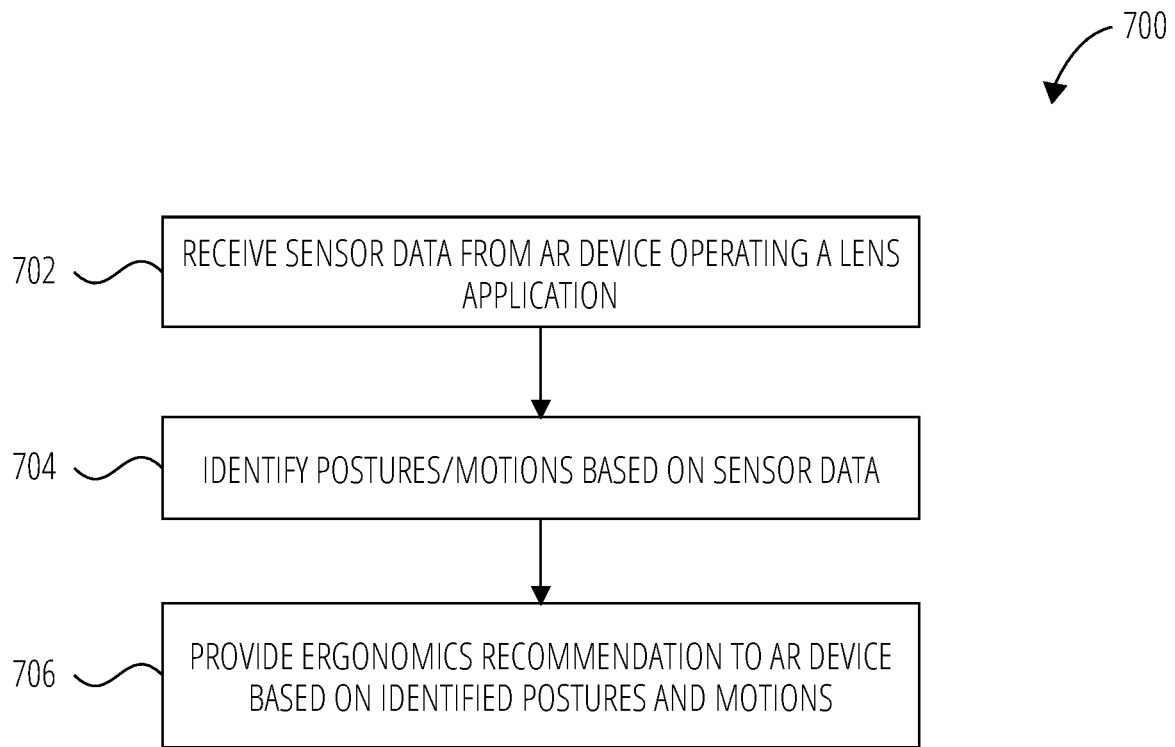 700
702
RECEIVE SENSOR DATA FROM AR DEVICE OPERATING A LENS
APPLICATION
704
IDENTIFY POSTURES/MOTIONS BASED ON SENSOR DATA
706
PROVIDE ERGONOMICS RECOMMENDATION TO AR DEVICE
BASED ON IDENTIFIED POSTURES AND MOTIONS